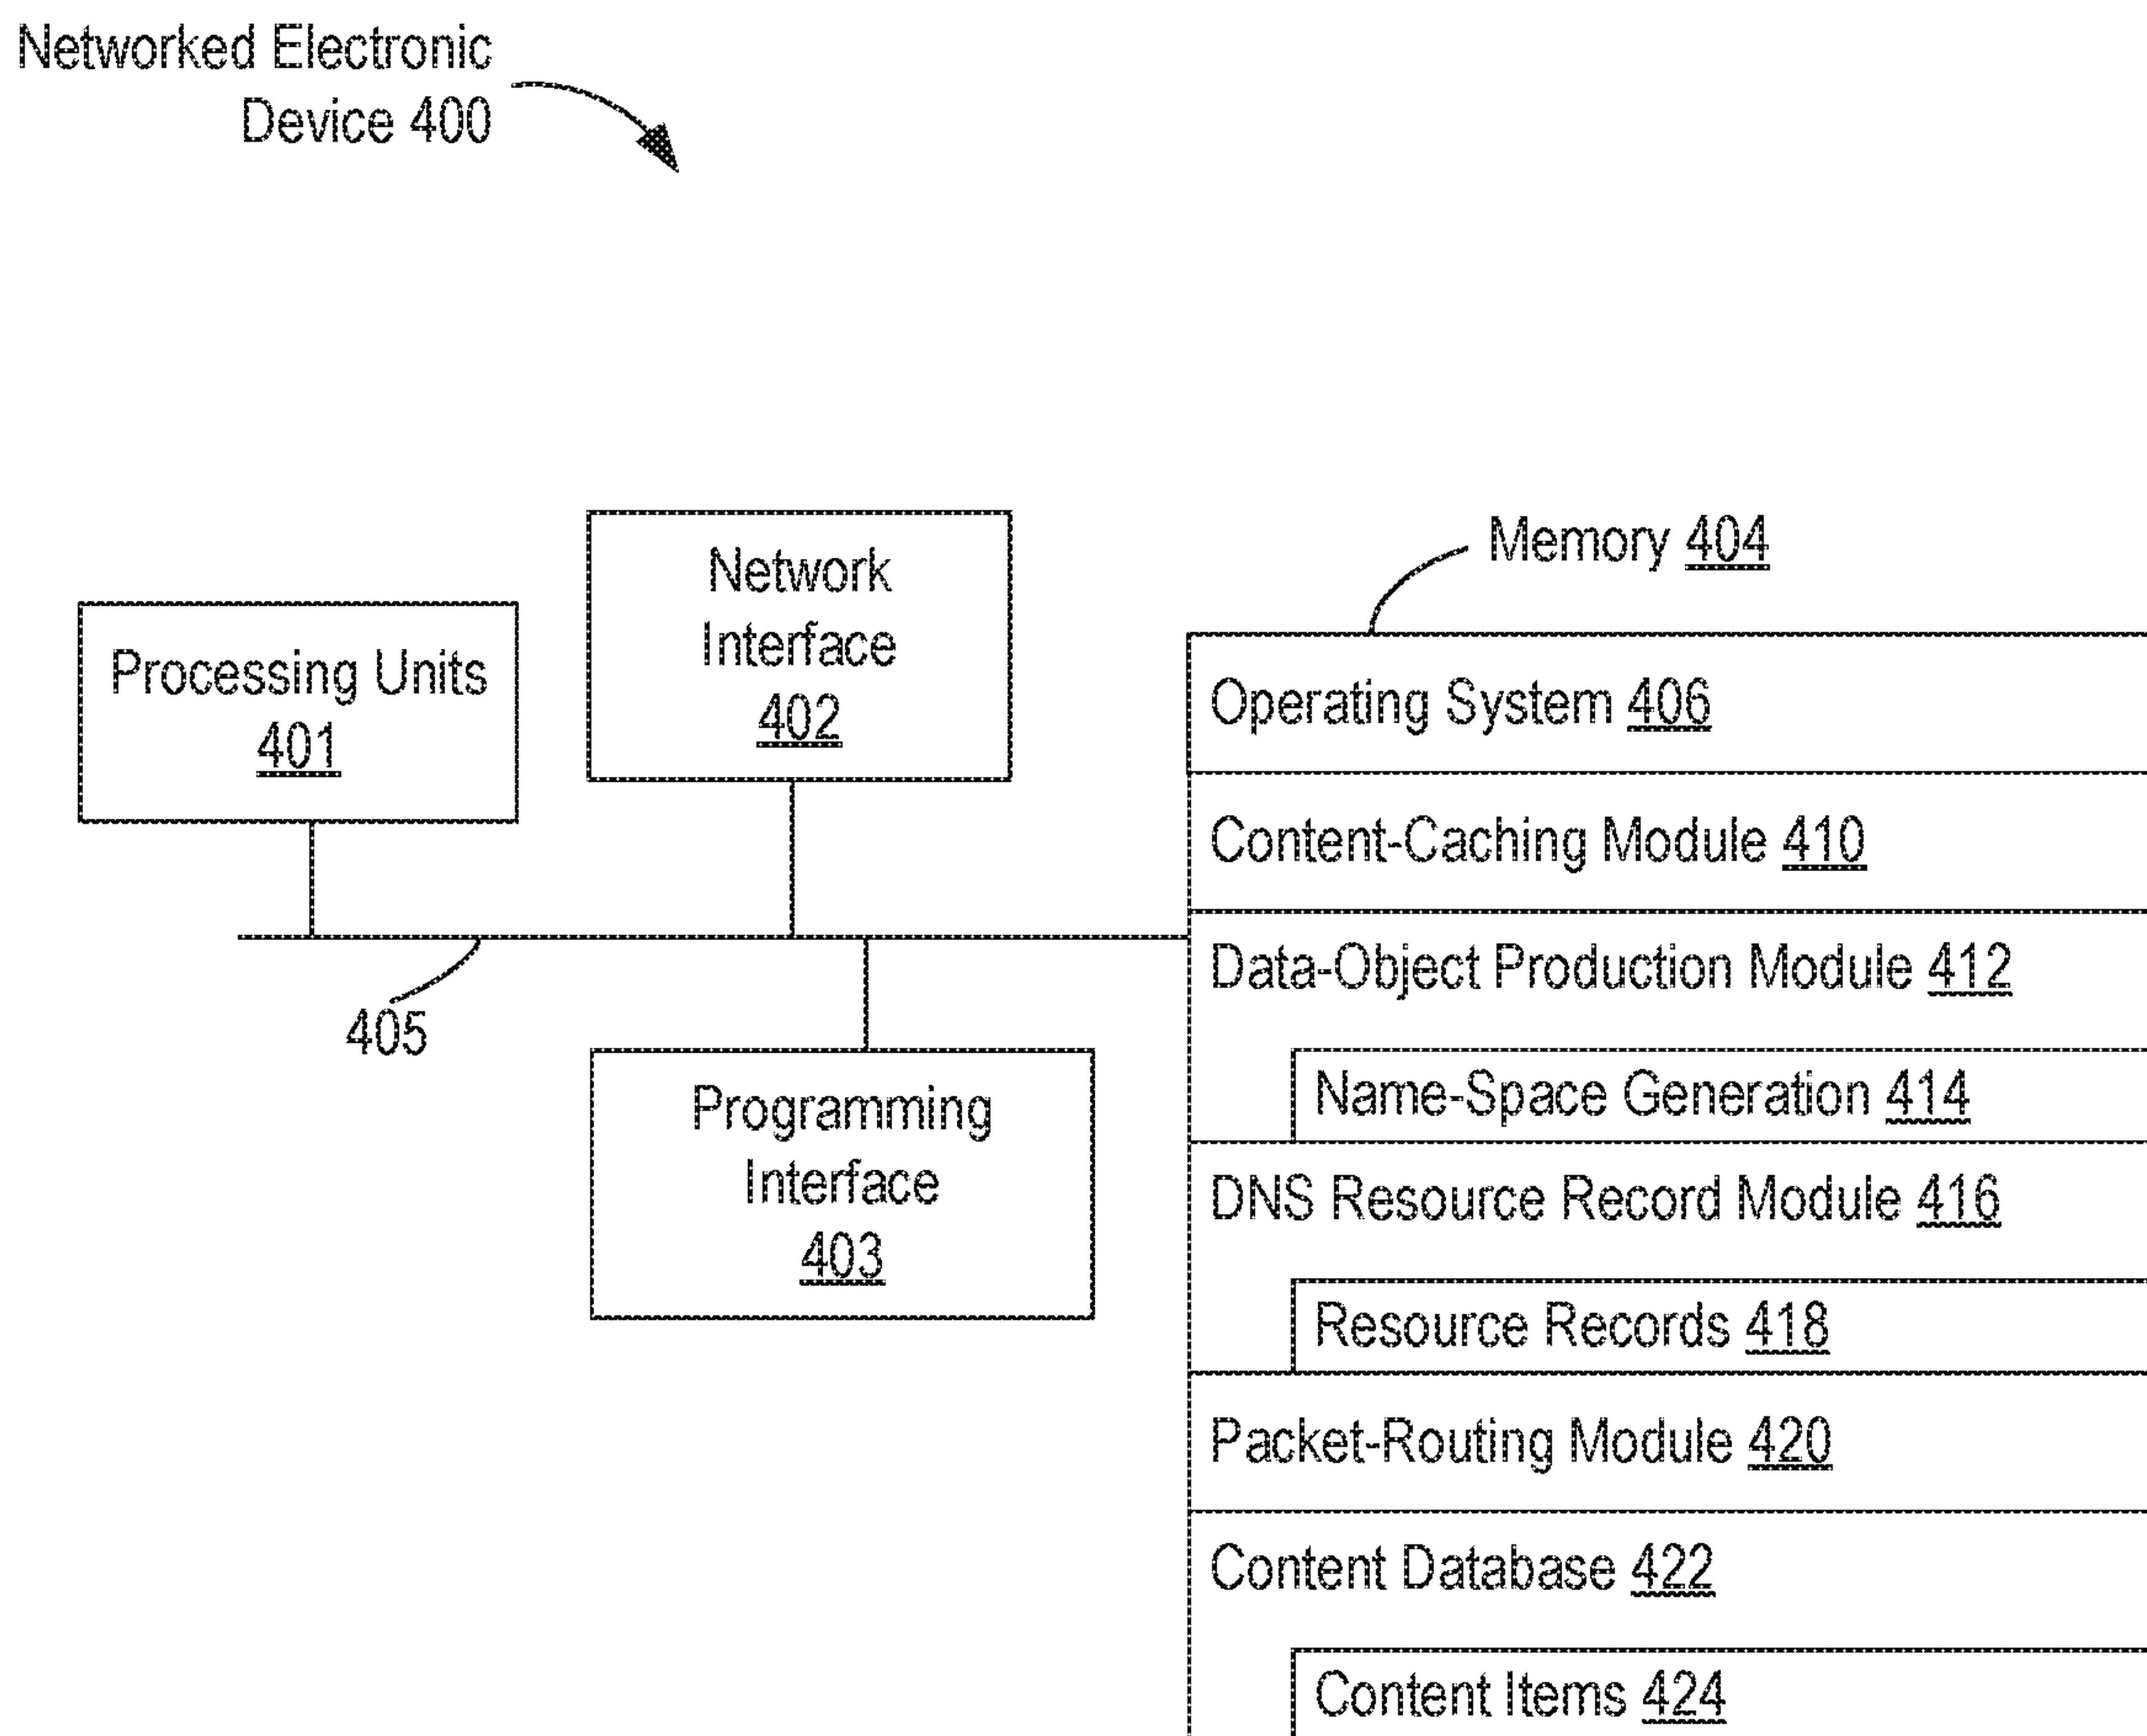 Networked Electronic
Device 400
Network
Interface
402
Memory 404
Processing Units
401
Operating System 406
Content-Caching Module 410
Data-Object Production Module 412
405
Name-Space Generation 414
Programming
Interface
403
DNS Resource Record Module 416
Resource Records 418
Packet-Routing Module 420
Content Database 422
Content Items 424